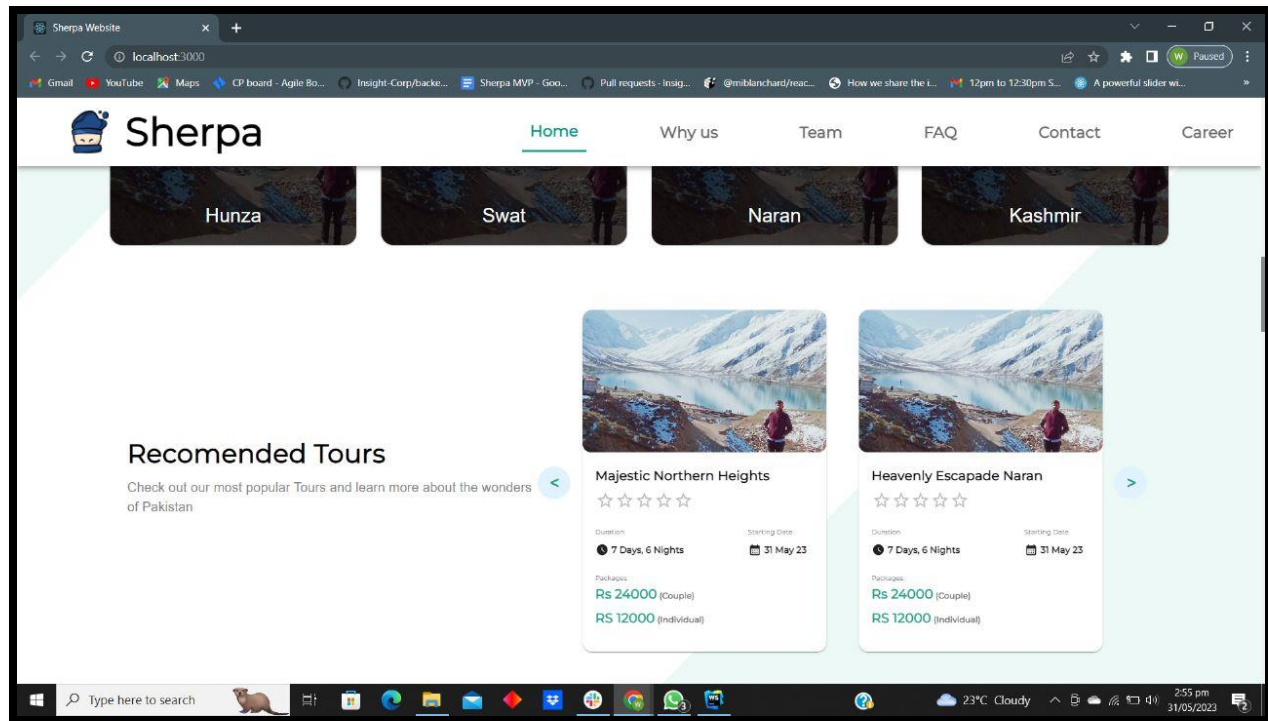 Sherpa Website
localhost:3000
Paused
Gmail YouTube Maps CP board - Agile Bo... Insight-Corp/backe... Sherpa MVP - Goo... Pull requests - Insig... @miblanchard/reac... How we share the i... 12pm to 12:30pm S... A powerful slider wi... »
Sherpa Home Why us Team FAQ Contact Career
Hunza Swat Naran Kashmir
Recomended Tours
Check out our most popular Tours and learn more about the wonders
of Pakistan
<
Majestic Northern Heights
Duration Starting Date
7 Days, 6 Nights 31 May 23
Packages
Rs 24000 (Couple)
RS 12000 (Individual)
Heavenly Escapade Naran
Duration Starting Date
7 Days, 6 Nights 31 May 23
Packages
Rs 24000 (Couple)
RS 12000 (Individual)
>
Type here to search
23°C Cloudy
2:55 pm
31/05/2023